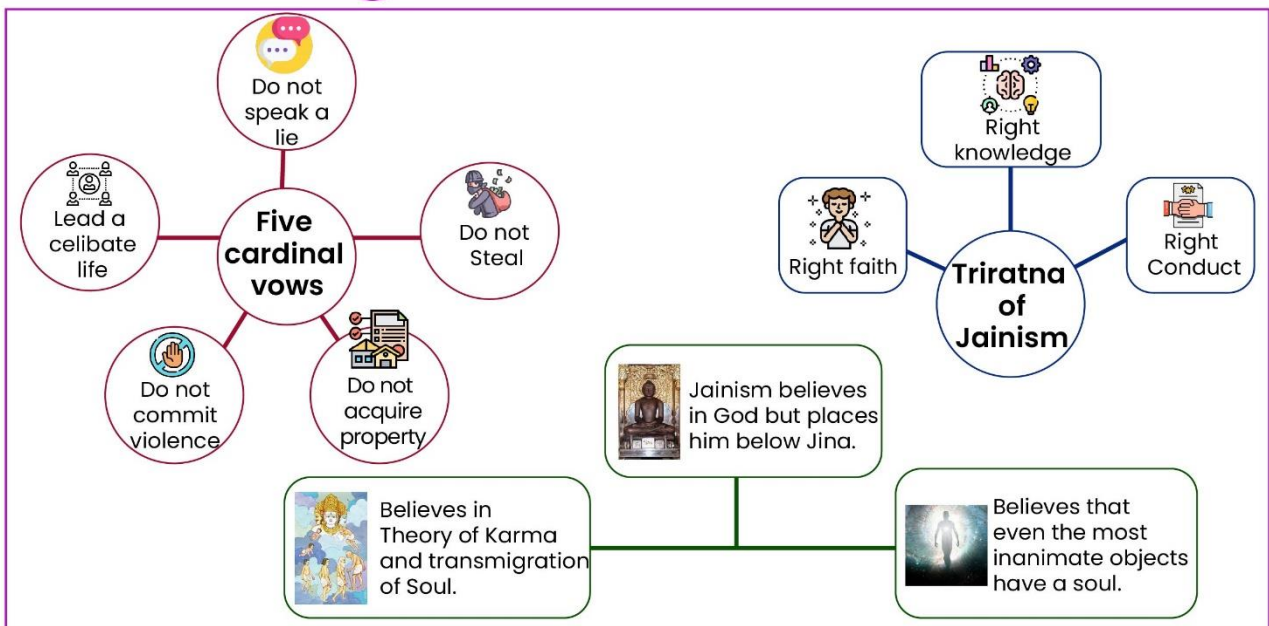 Do not
speak a
lie
Lead a
celibate
life
Five
cardinal
vows
Do not
Steal
Do not
commit
violence
Do not
acquire
property
Right
knowledge
Right faith
Right
Conduct
Triratna
of
Jainism
Jainism believes
in God but places
him below Jina.
Believes in
Theory of Karma
and transmigration
of Soul.
Believes that
even the most
inanimate objects
have a soul.